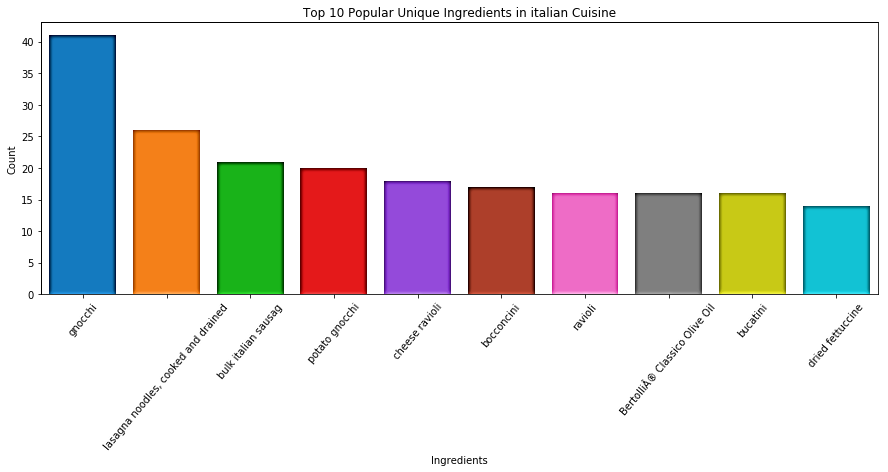 Top 10 Popular Unique Ingredients in italian Cuisine
Count
40
35
30
25
20
15
10
5
0
gnocchi
lasagna noodles, cooked and drained
bulk italian sausag
potato gnocchi
cheese ravioli
bocconcini
ravioli
BertolliÂ® Classico Olive Oil
bucatini
dried fettuccine
Ingredients